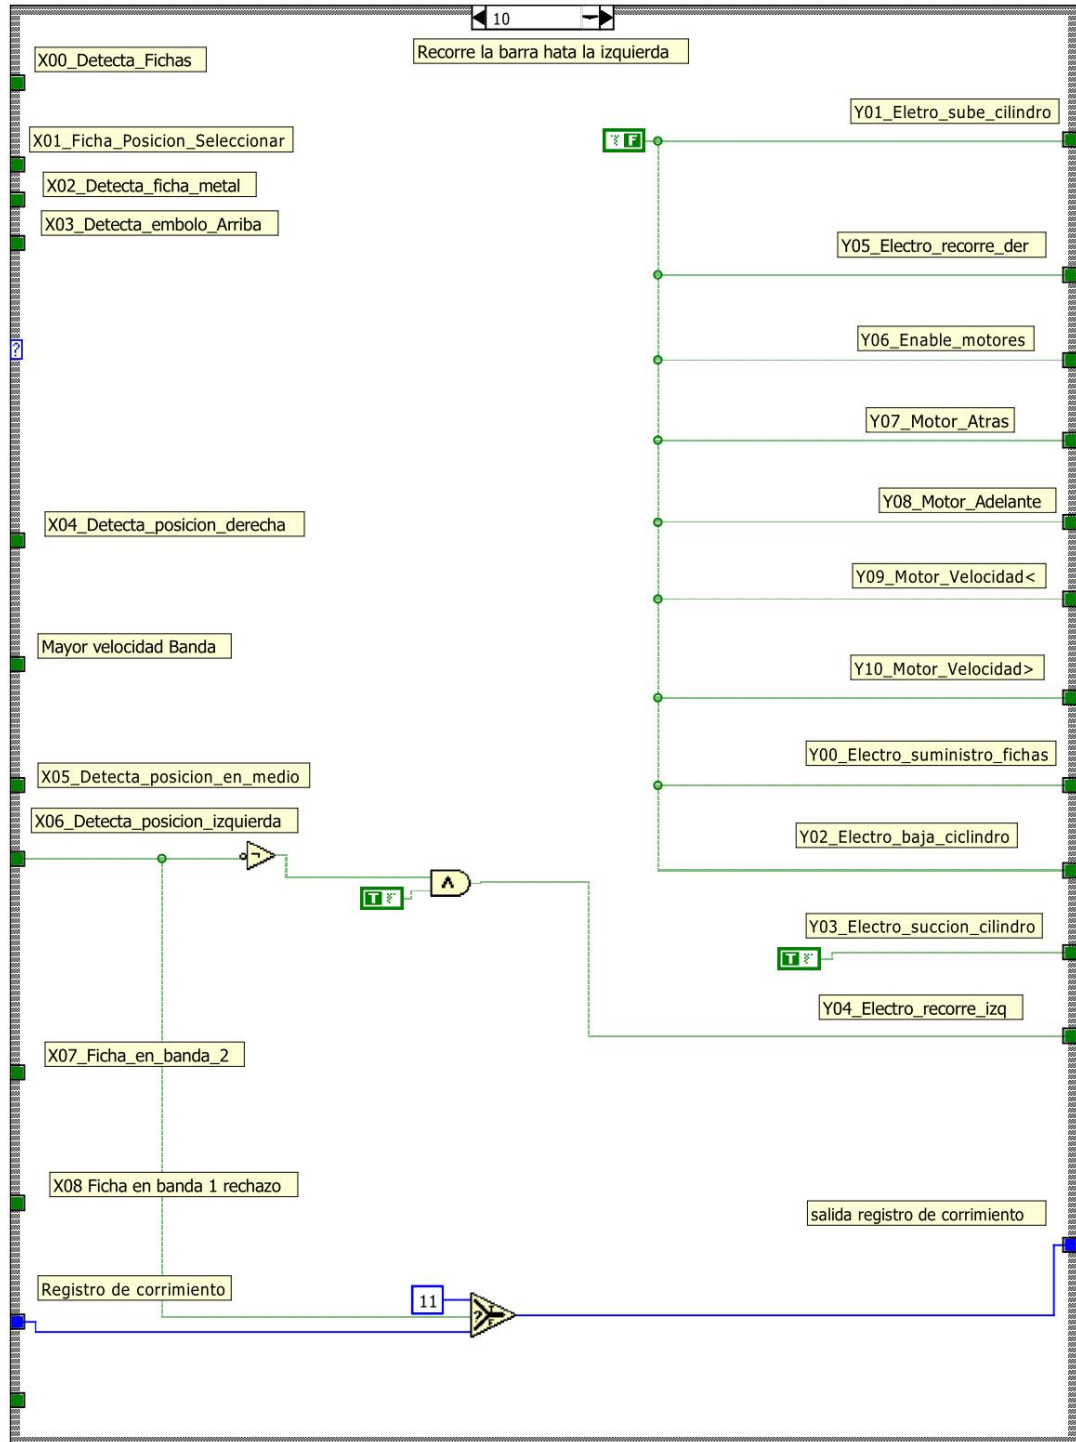 10
Recorre la barra hata la izquierda
X00_Detecta_Fichas
Y01_Eletro_sube_cilindro
F
X01_Ficha_Posicion_Seleccionar
X02_Detecta_ficha_metal
X03_Detecta_embolo_Arriba
Y05_Electro_recorre_der
?
Y06_Enable_motores
Y07_Motor_Atras
Y08_Motor_Adelante
X04_Detecta_posicion_derecha
Y09_Motor_Velocidad<
Mayor velocidad Banda
Y10_Motor_Velocidad>
Y00_Electro_suministro_fichas
X05_Detecta_posicion_en_medio
X06_Detecta_posicion_izquierda
Y02_Electro_baja_ciclindro
T
Y03_Electro_succion_cilindro
T
Y04_Electro_recorre_izq
X07_Ficha_en_banda_2
X08 Ficha en banda 1 rechazo
salida registro de corrimiento
Registro de corrimiento
11
? T F